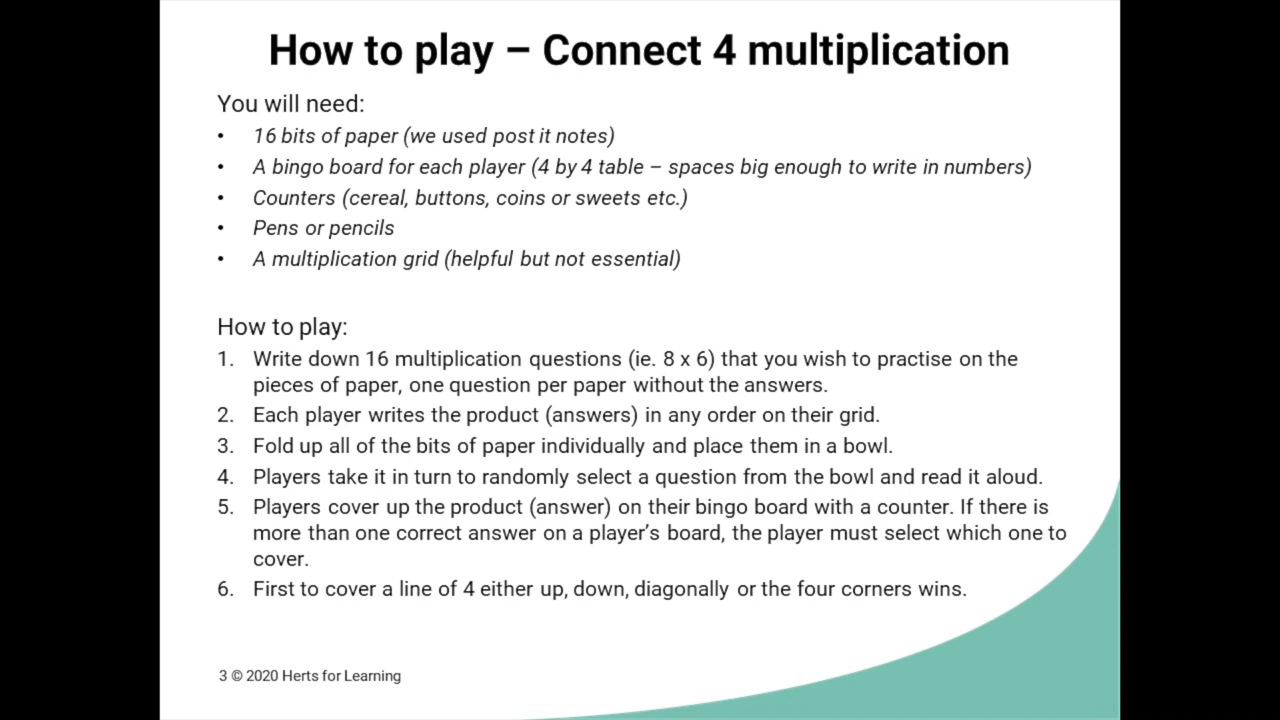 How to play – Connect 4 multiplication
You will need:
• 16 bits of paper (we used post it notes)
• A bingo board for each player (4 by 4 table – spaces big enough to write in numbers)
• Counters (cereal, buttons, coins or sweets etc.)
• Pens or pencils
• A multiplication grid (helpful but not essential)
How to play:
1. Write down 16 multiplication questions (ie. 8 x 6) that you wish to practise on the
pieces of paper, one question per paper without the answers.
2. Each player writes the product (answers) in any order on their grid.
3. Fold up all of the bits of paper individually and place them in a bowl.
4. Players take it in turn to randomly select a question from the bowl and read it aloud.
5. Players cover up the product (answer) on their bingo board with a counter. If there is
more than one correct answer on a player’s board, the player must select which one to
cover.
6. First to cover a line of 4 either up, down, diagonally or the four corners wins.
3 © 2020 Herts for Learning